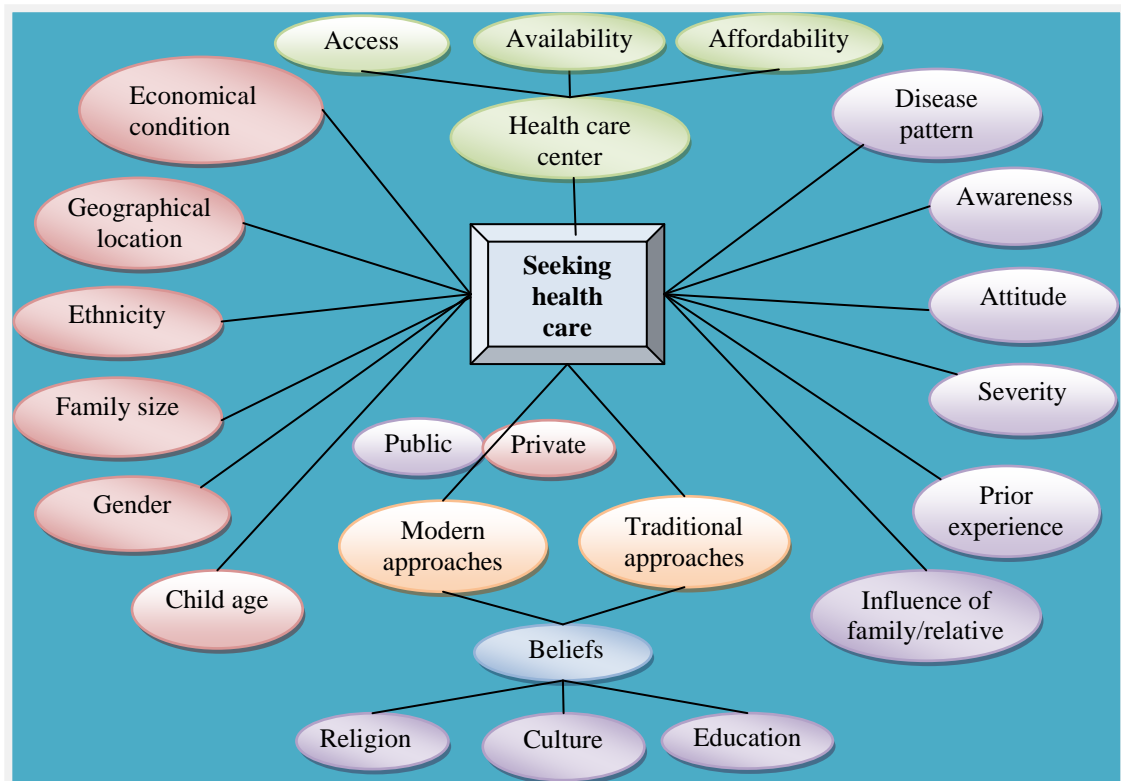 Access
Availability
Affordability
Economical
condition
Health care
center
Disease
pattern
Geographical
location
Awareness
Seeking
health
care
Ethnicity
Attitude
Family size
Severity
Public
Private
Gender
Prior
experience
Modern
approaches
Traditional
approaches
Child age
Influence of
family/relative
Beliefs
Religion
Culture
Education